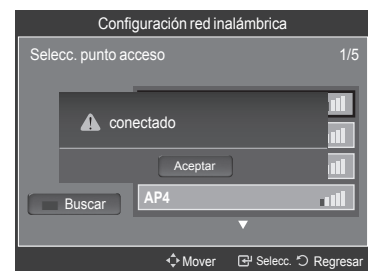 Configuración red inalámbrica
Selecc. punto acceso 1/5
conectado
Aceptar
Buscar
AP4
Mover Selecc. Regresar